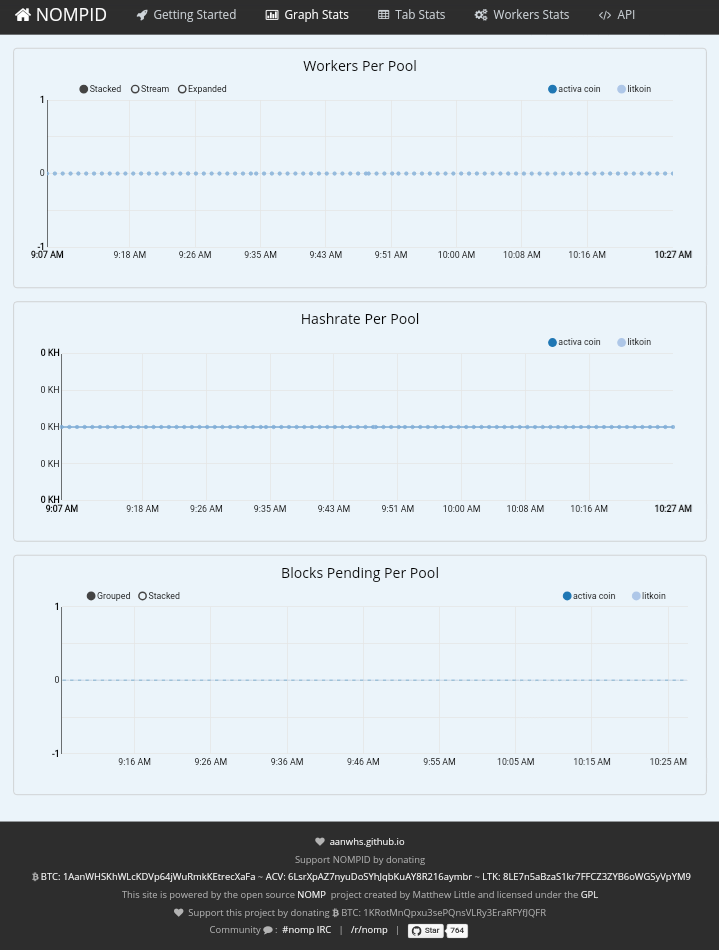 NOMPID Getting Started Graph Stats Tab Stats Workers Stats API
Workers Per Pool
Stacked Stream Expanded activa coin litkoin
1
0
-1
9:07 AM 9:18 AM 9:26 AM 9:35 AM 9:43 AM 9:51 AM 10:00 AM 10:08 AM 10:16 AM 10:27 AM
Hashrate Per Pool
activa coin litkoin
0 KH
0 KH
0 KH
0 KH
0 KH
9:07 AM 9:18 AM 9:26 AM 9:35 AM 9:43 AM 9:51 AM 10:00 AM 10:08 AM 10:16 AM 10:27 AM
Blocks Pending Per Pool
Grouped Stacked activa coin litkoin
1
0
-1
9:16 AM 9:26 AM 9:36 AM 9:46 AM 9:55 AM 10:05 AM 10:15 AM 10:25 AM
aanwhs.github.io
Support NOMPID by donating
₿ BTC: 1AanWHSKhWLcKDVp64jWuRmkKEtrecXaFa ~ ACV: 6LsrXpAZ7nyuDoSYhJqbKuAY8R216aymbr ~ LTK: 8LE7n5aBzaS1kr7FFCZ3ZYB6oWGSyVpYM9
This site is powered by the open source NOMP project created by Matthew Little and licensed under the GPL
Support this project by donating ₿ BTC: 1KRotMnQpxu3sePQnsVLRy3EraRFYfJQFR
Community : #nomp IRC | /r/nomp | Star 764